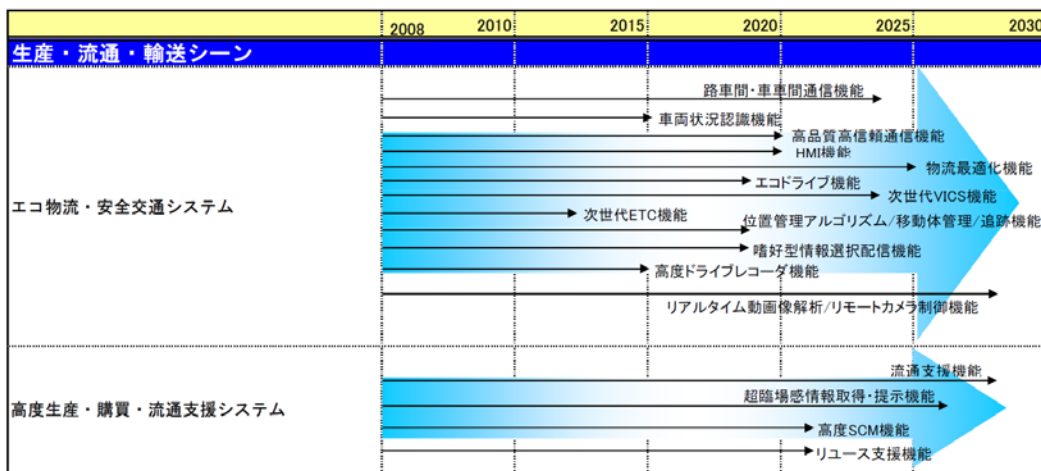 2008 2010 2015 2020 2025 2030
生産・流通・輸送シーン
路車間・車車間通信機能
車両状況認識機能
高品質高信頼通信機能
HMI機能
物流最適化機能
エコドライブ機能
次世代VICS機能
エコ物流・安全交通システム
次世代ETC機能
位置管理アルゴリズム/移動体管理/追跡機能
嗜好型情報選択配信機能
高度ドライブレコーダ機能
リアルタイム動画像解析/リモートカメラ制御機能
流通支援機能
超臨場感情報取得・提示機能
高度生産・購買・流通支援システム
高度SCM機能
リユース支援機能